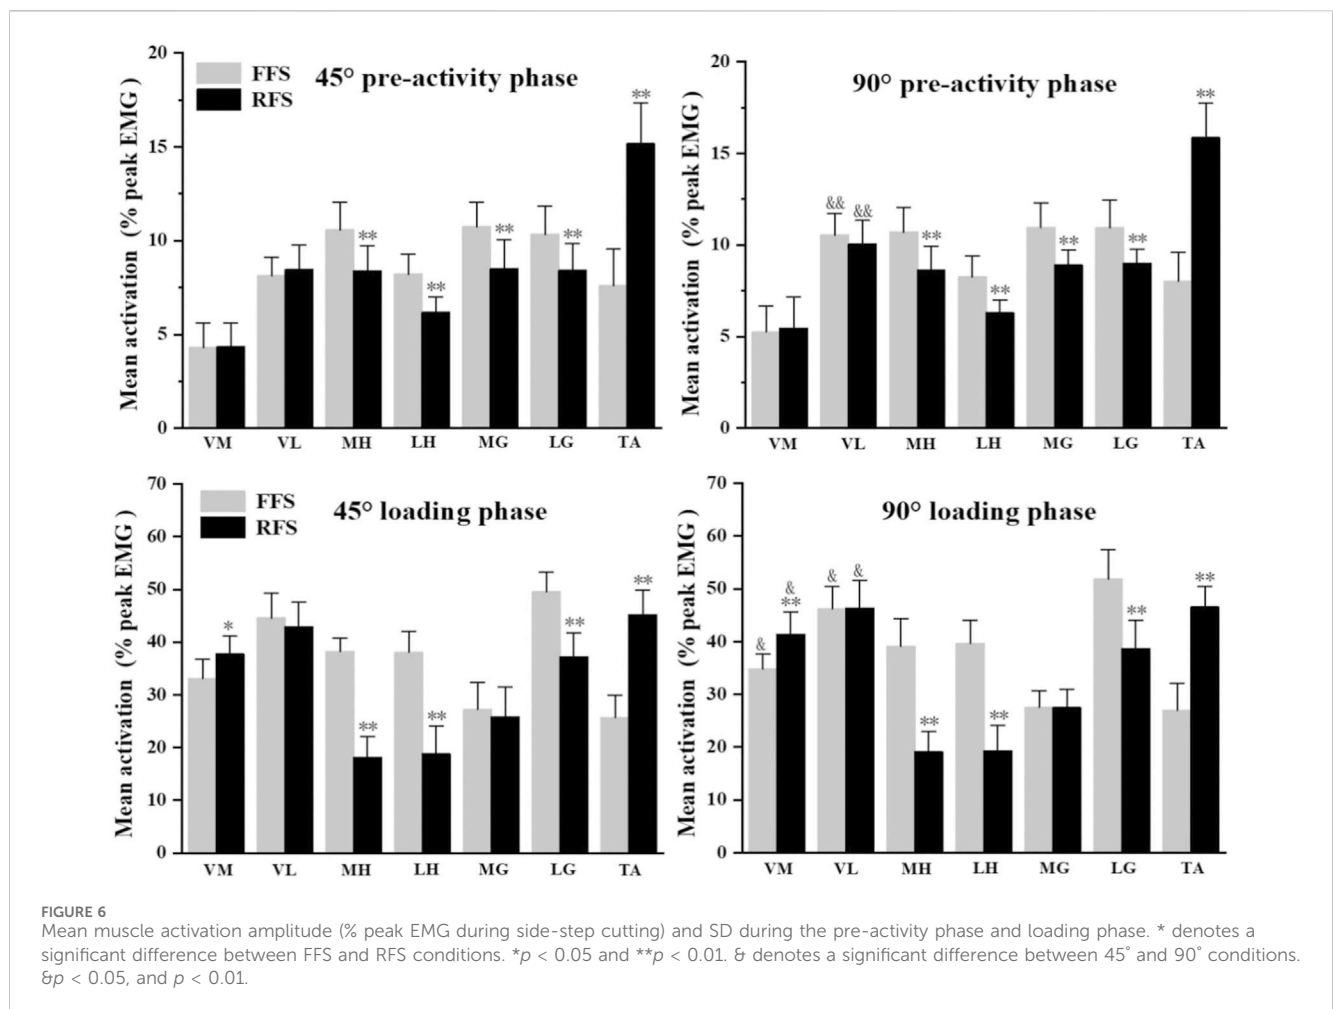 20
15
10
5
0
Mean activation (% peak EMG )
FFS
RFS
45° pre-activity phase
**
**
**
**
**
VM VL MH LH MG LG TA
20
15
10
5
0
Mean activation (% peak EMG )
90° pre-activity phase
&&
&&
**
**
**
**
**
VM VL MH LH MG LG TA
70
60
50
40
30
20
10
0
Mean activation (% peak EMG )
FFS
RFS
45° loading phase
*
**
**
**
**
VM VL MH LH MG LG TA
70
60
50
40
30
20
10
0
Mean activation (% peak EMG )
90° loading phase
&
&
**
&
&
**
**
**
**
VM VL MH LH MG LG TA
FIGURE 6
Mean muscle activation amplitude (% peak EMG during side-step cutting) and SD during the pre-activity phase and loading phase. * denotes a
significant difference between FFS and RFS conditions. *p < 0.05 and **p < 0.01. & denotes a significant difference between 45° and 90° conditions.
&p < 0.05, and p < 0.01.